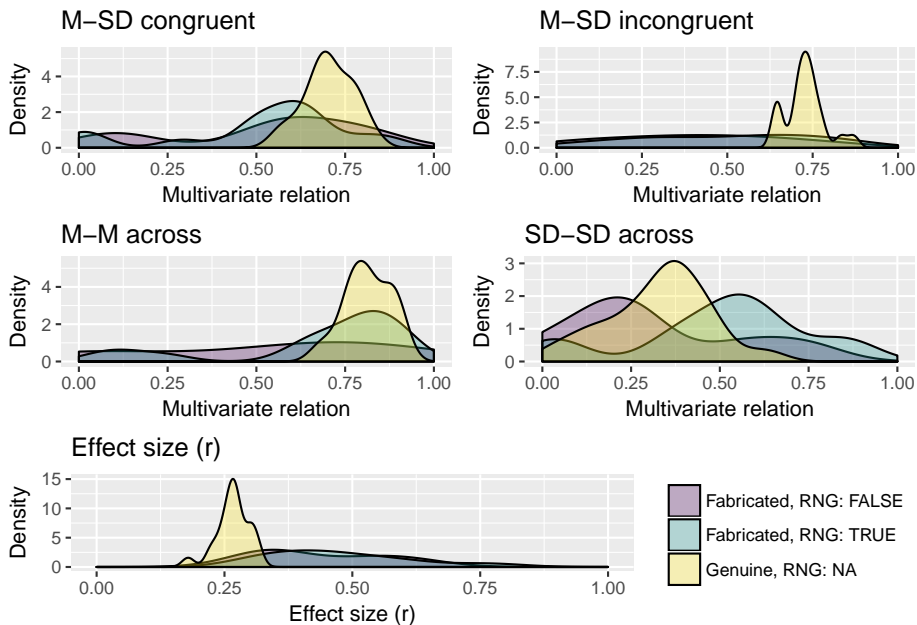 M−SD congruent
M−SD incongruent
Density
4
2
0
0.00 0.25 0.50 0.75 1.00
Multivariate relation
Density
7.5
5.0
2.5
0.0
0.00 0.25 0.50 0.75 1.00
Multivariate relation
M−M across
SD−SD across
Density
4
2
0
0.00 0.25 0.50 0.75 1.00
Multivariate relation
Density
3
2
1
0
0.00 0.25 0.50 0.75 1.00
Multivariate relation
Effect size (r)
Density
15
10
5
0
0.00 0.25 0.50 0.75 1.00
Effect size (r)
Fabricated, RNG: FALSE
Fabricated, RNG: TRUE
Genuine, RNG: NA